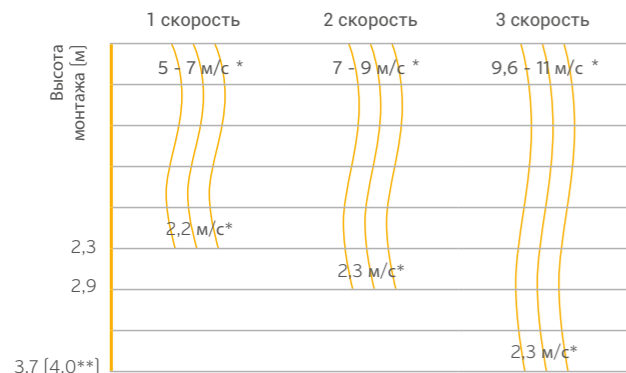 1 скорость 2 скорость 3 скорость
Высота
монтажа [м]
5 - 7 м/с * 7 - 9 м/с * 9,6 - 11 м/с *
2,2 м/с*
2,3
2,3 м/с*
2,9
2,3 м/с*
3,7 [4,0**]